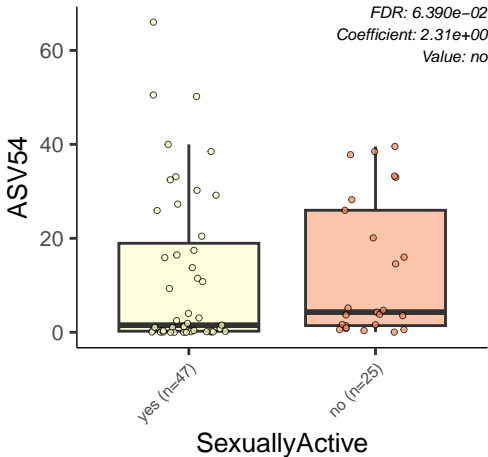 FDR: 6.390e−02
Coefficient: 2.31e+00
Value: no
60
40
20
0
ASV54
yes (n=47)
no (n=25)
SexuallyActive